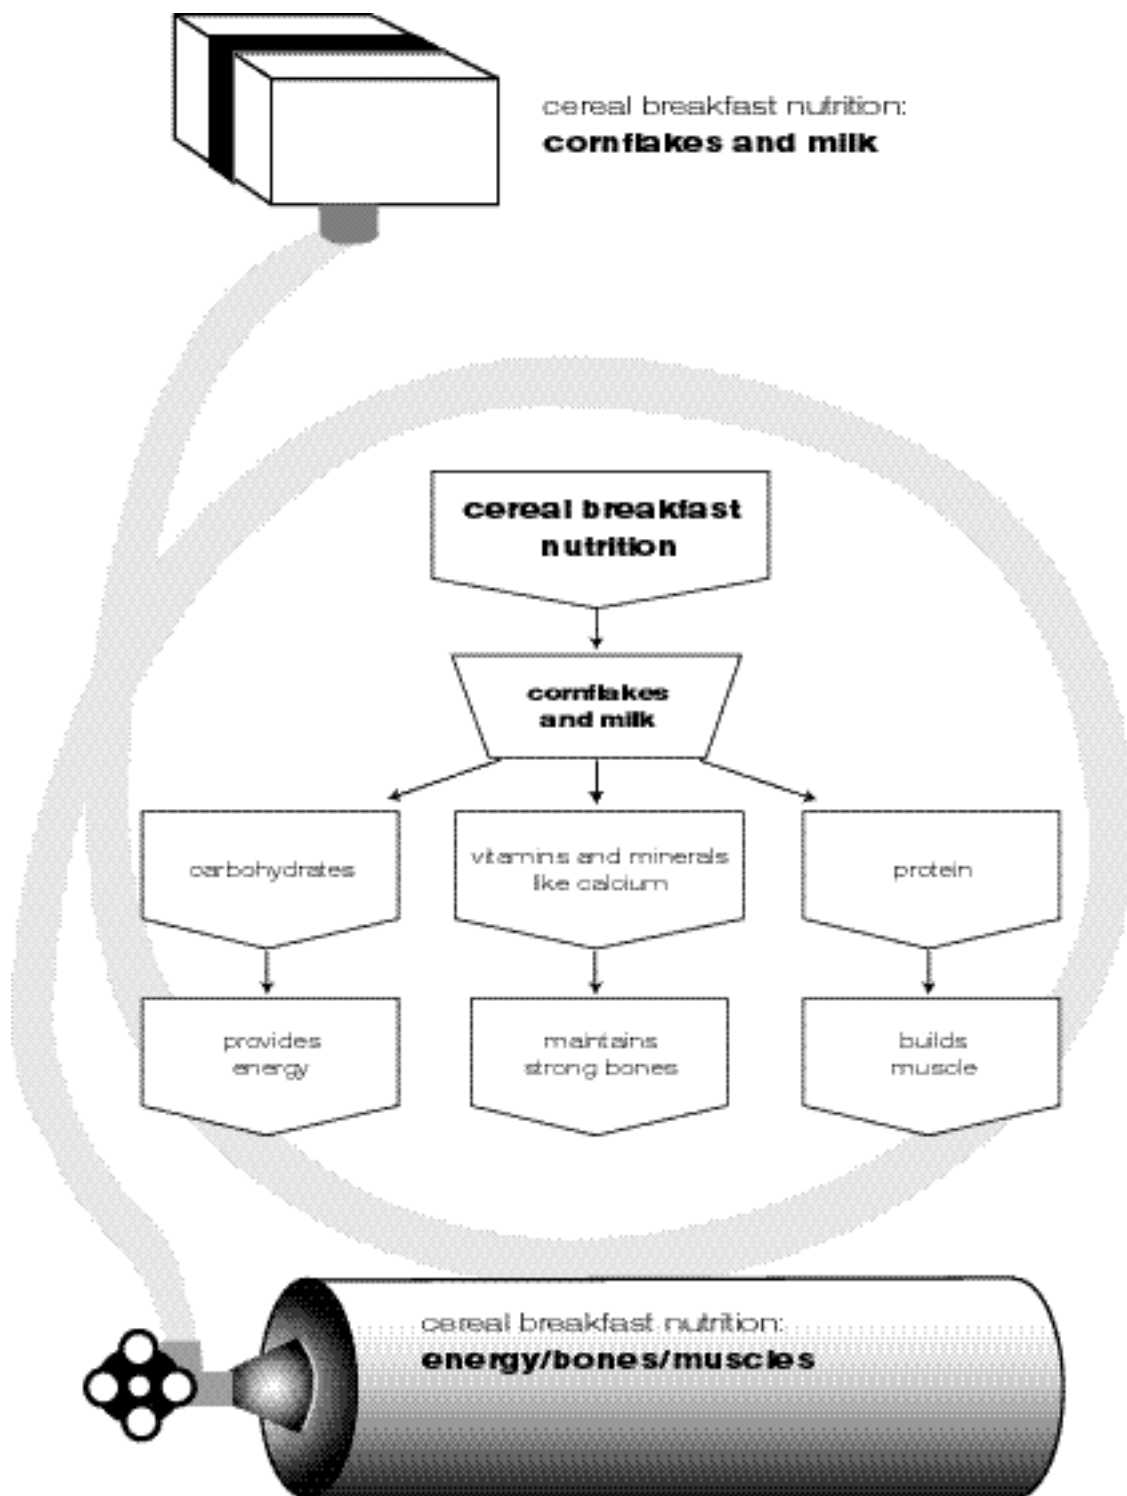 cereal breakfast nutrition:
cornflakes and milk
cereal breakfast
nutrition
cornflakes
and milk
carbohydrates
vitamins and minerals
like calcium
protein
provides
energy
maintains
strong bones
builds
muscle
cereal breakfast nutrition:
energy/bones/muscles